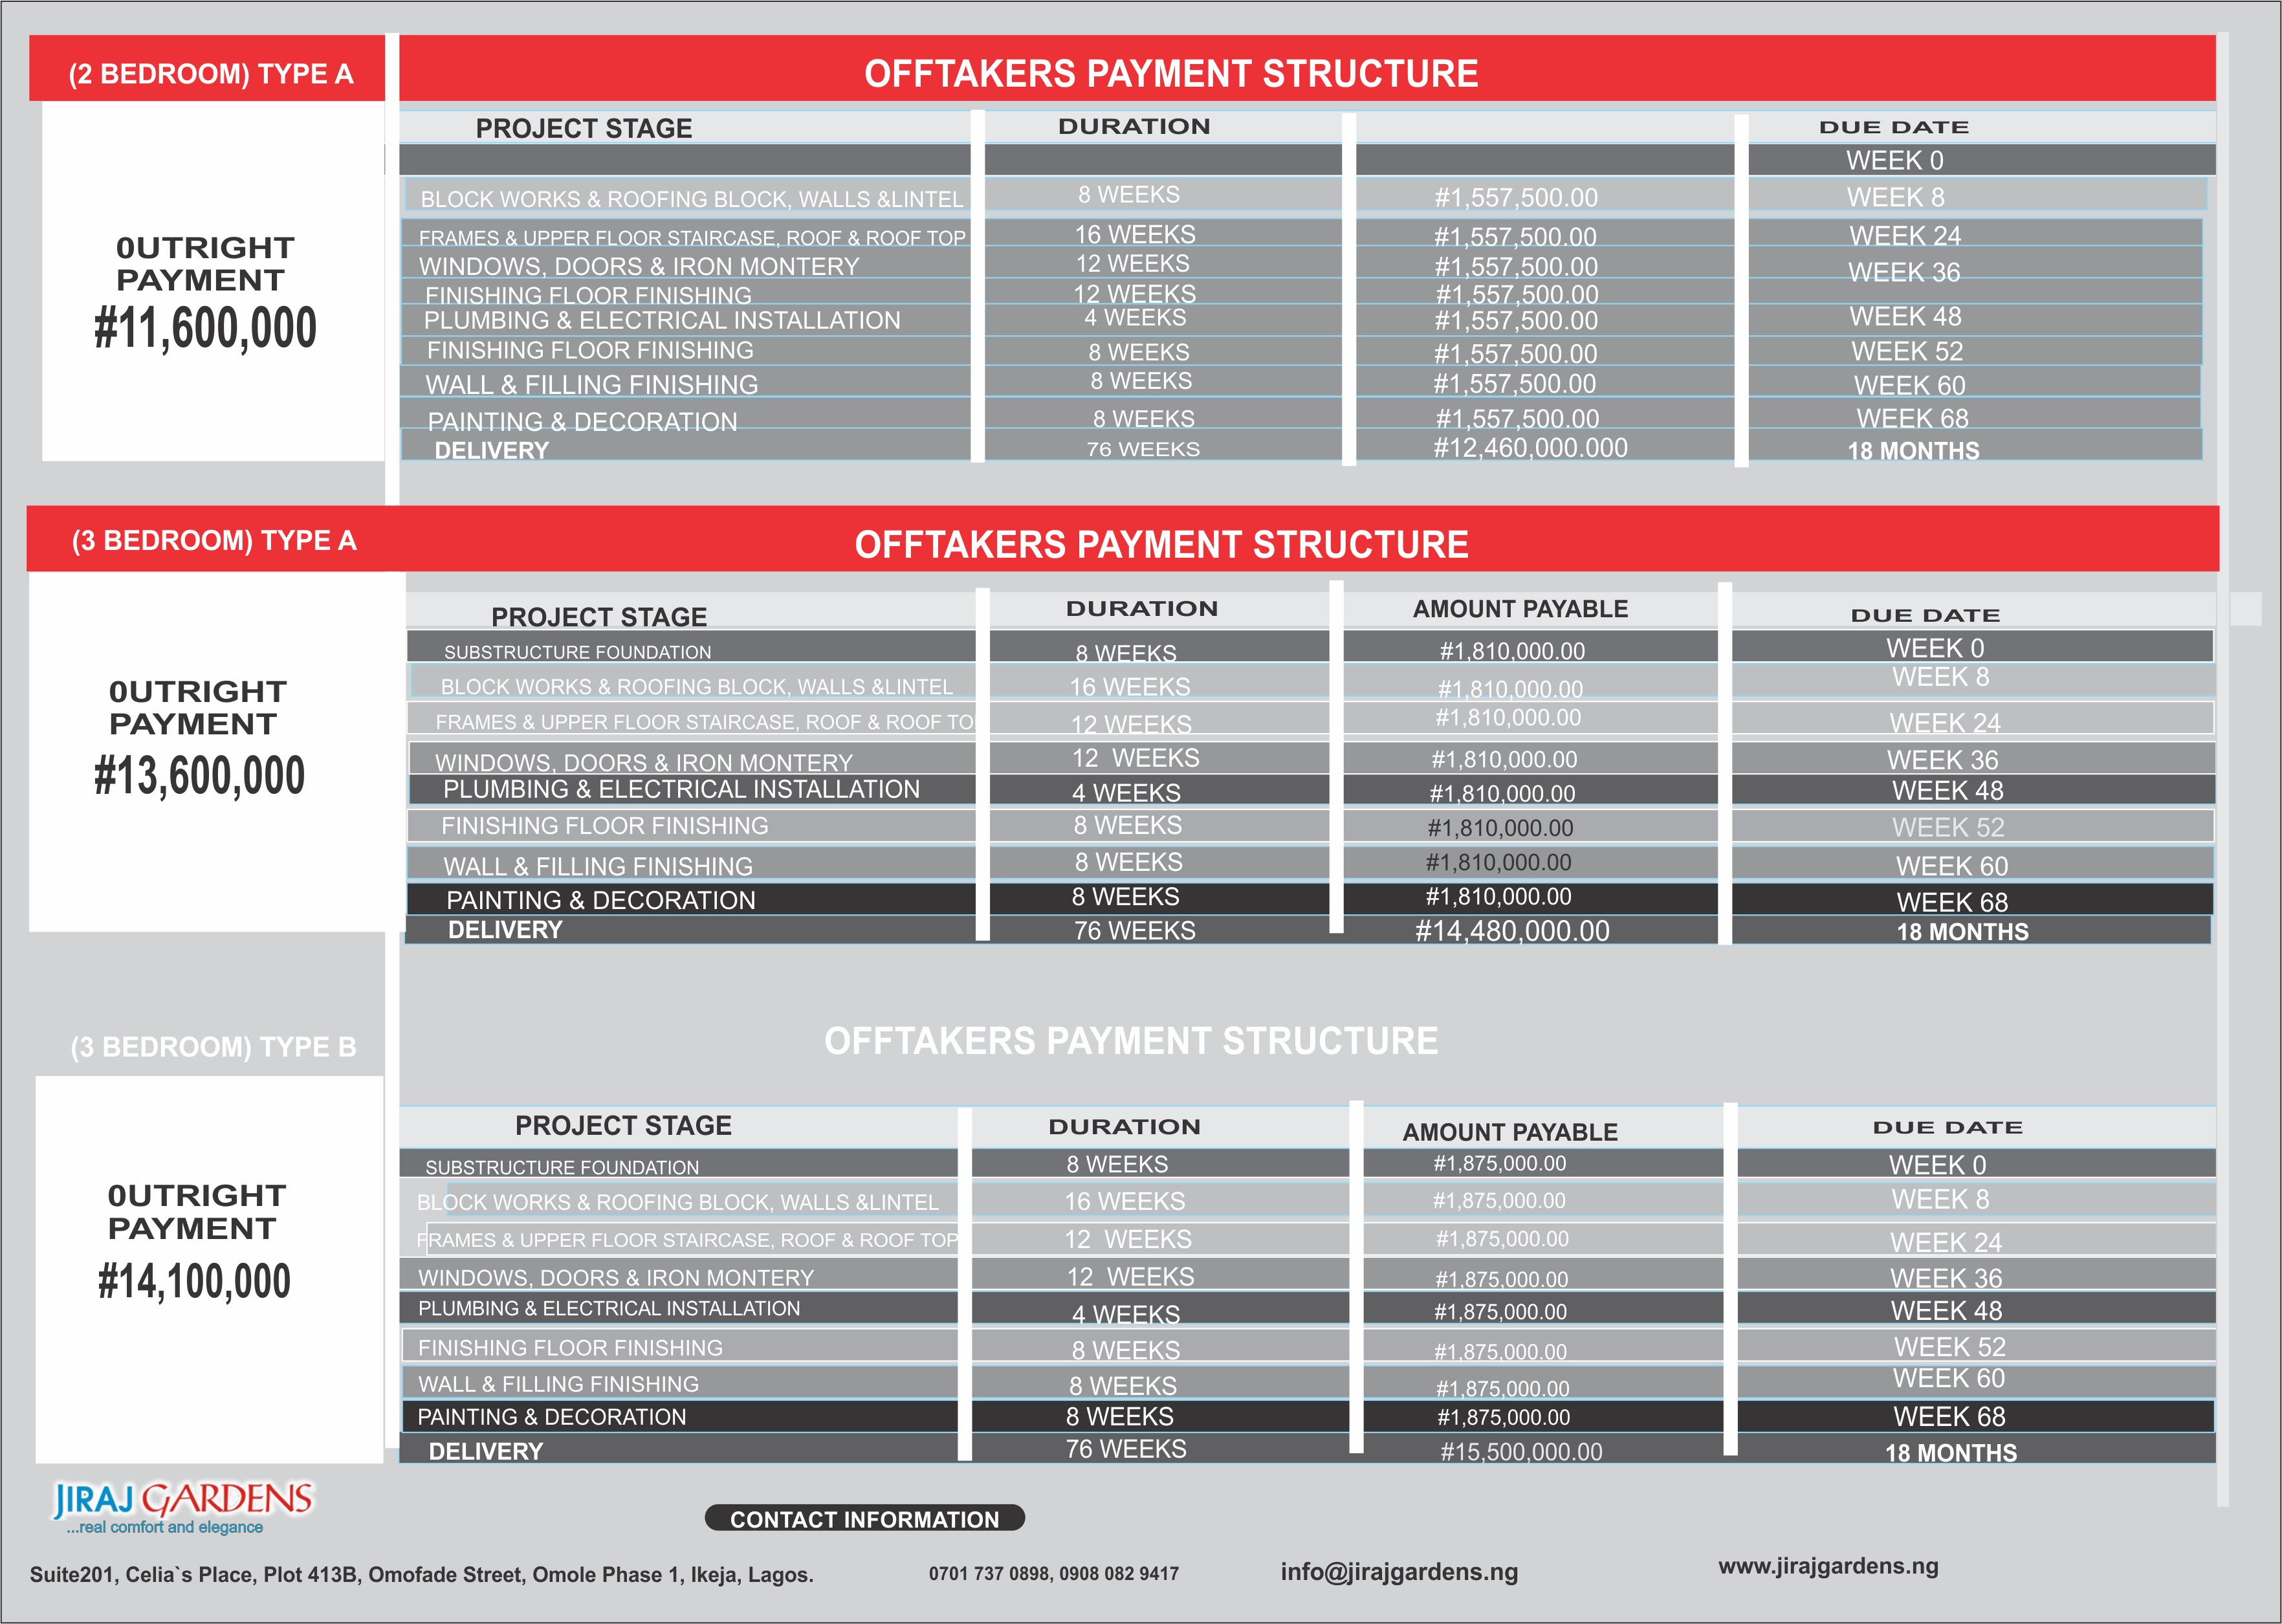 (2 BEDROOM) TYPE A OFFTAKERS PAYMENT STRUCTURE
PROJECT STAGE DURATION DUE DATE
WEEK 0
BLOCK WORKS & ROOFING BLOCK, WALLS &LINTEL 8 WEEKS #1,557,500.00 WEEK 8
FRAMES & UPPER FLOOR STAIRCASE, ROOF & ROOF TOP 16 WEEKS #1,557,500.00 WEEK 24
WINDOWS, DOORS & IRON MONTERY 12 WEEKS #1,557,500.00 WEEK 36
FINISHING FLOOR FINISHING 12 WEEKS #1,557,500.00
PLUMBING & ELECTRICAL INSTALLATION 4 WEEKS #1,557,500.00 WEEK 48
FINISHING FLOOR FINISHING 8 WEEKS #1,557,500.00 WEEK 52
WALL & FILLING FINISHING 8 WEEKS #1,557,500.00 WEEK 60
PAINTING & DECORATION 8 WEEKS #1,557,500.00 WEEK 68
DELIVERY 76 WEEKS #12,460,000.000 18 MONTHS
0UTRIGHT
PAYMENT
#11,600,000
(3 BEDROOM) TYPE A OFFTAKERS PAYMENT STRUCTURE
PROJECT STAGE DURATION AMOUNT PAYABLE DUE DATE
SUBSTRUCTURE FOUNDATION 8 WEEKS #1,810,000.00 WEEK 0
BLOCK WORKS & ROOFING BLOCK, WALLS &LINTEL 16 WEEKS #1,810,000.00 WEEK 8
FRAMES & UPPER FLOOR STAIRCASE, ROOF & ROOF TO 12 WEEKS #1,810,000.00 WEEK 24
WINDOWS, DOORS & IRON MONTERY 12 WEEKS #1,810,000.00 WEEK 36
PLUMBING & ELECTRICAL INSTALLATION 4 WEEKS #1,810,000.00 WEEK 48
FINISHING FLOOR FINISHING 8 WEEKS #1,810,000.00 WEEK 52
WALL & FILLING FINISHING 8 WEEKS #1,810,000.00 WEEK 60
PAINTING & DECORATION 8 WEEKS #1,810,000.00 WEEK 68
DELIVERY 76 WEEKS #14,480,000.00 18 MONTHS
0UTRIGHT
PAYMENT
#13,600,000
(3 BEDROOM) TYPE B OFFTAKERS PAYMENT STRUCTURE
PROJECT STAGE DURATION AMOUNT PAYABLE DUE DATE
SUBSTRUCTURE FOUNDATION 8 WEEKS #1,875,000.00 WEEK 0
BLOCK WORKS & ROOFING BLOCK, WALLS &LINTEL 16 WEEKS #1,875,000.00 WEEK 8
FRAMES & UPPER FLOOR STAIRCASE, ROOF & ROOF TOP 12 WEEKS #1,875,000.00 WEEK 24
WINDOWS, DOORS & IRON MONTERY 12 WEEKS #1,875,000.00 WEEK 36
PLUMBING & ELECTRICAL INSTALLATION 4 WEEKS #1,875,000.00 WEEK 48
FINISHING FLOOR FINISHING 8 WEEKS #1,875,000.00 WEEK 52
WALL & FILLING FINISHING 8 WEEKS #1,875,000.00 WEEK 60
PAINTING & DECORATION 8 WEEKS #1,875,000.00 WEEK 68
DELIVERY 76 WEEKS #15,500,000.00 18 MONTHS
0UTRIGHT
PAYMENT
#14,100,000
JIRAJ GARDENS
...real comfort and elegance
CONTACT INFORMATION
Suite201, Celia`s Place, Plot 413B, Omofade Street, Omole Phase 1, Ikeja, Lagos. 0701 737 0898, 0908 082 9417 info@jirajgardens.ng www.jirajgardens.ng